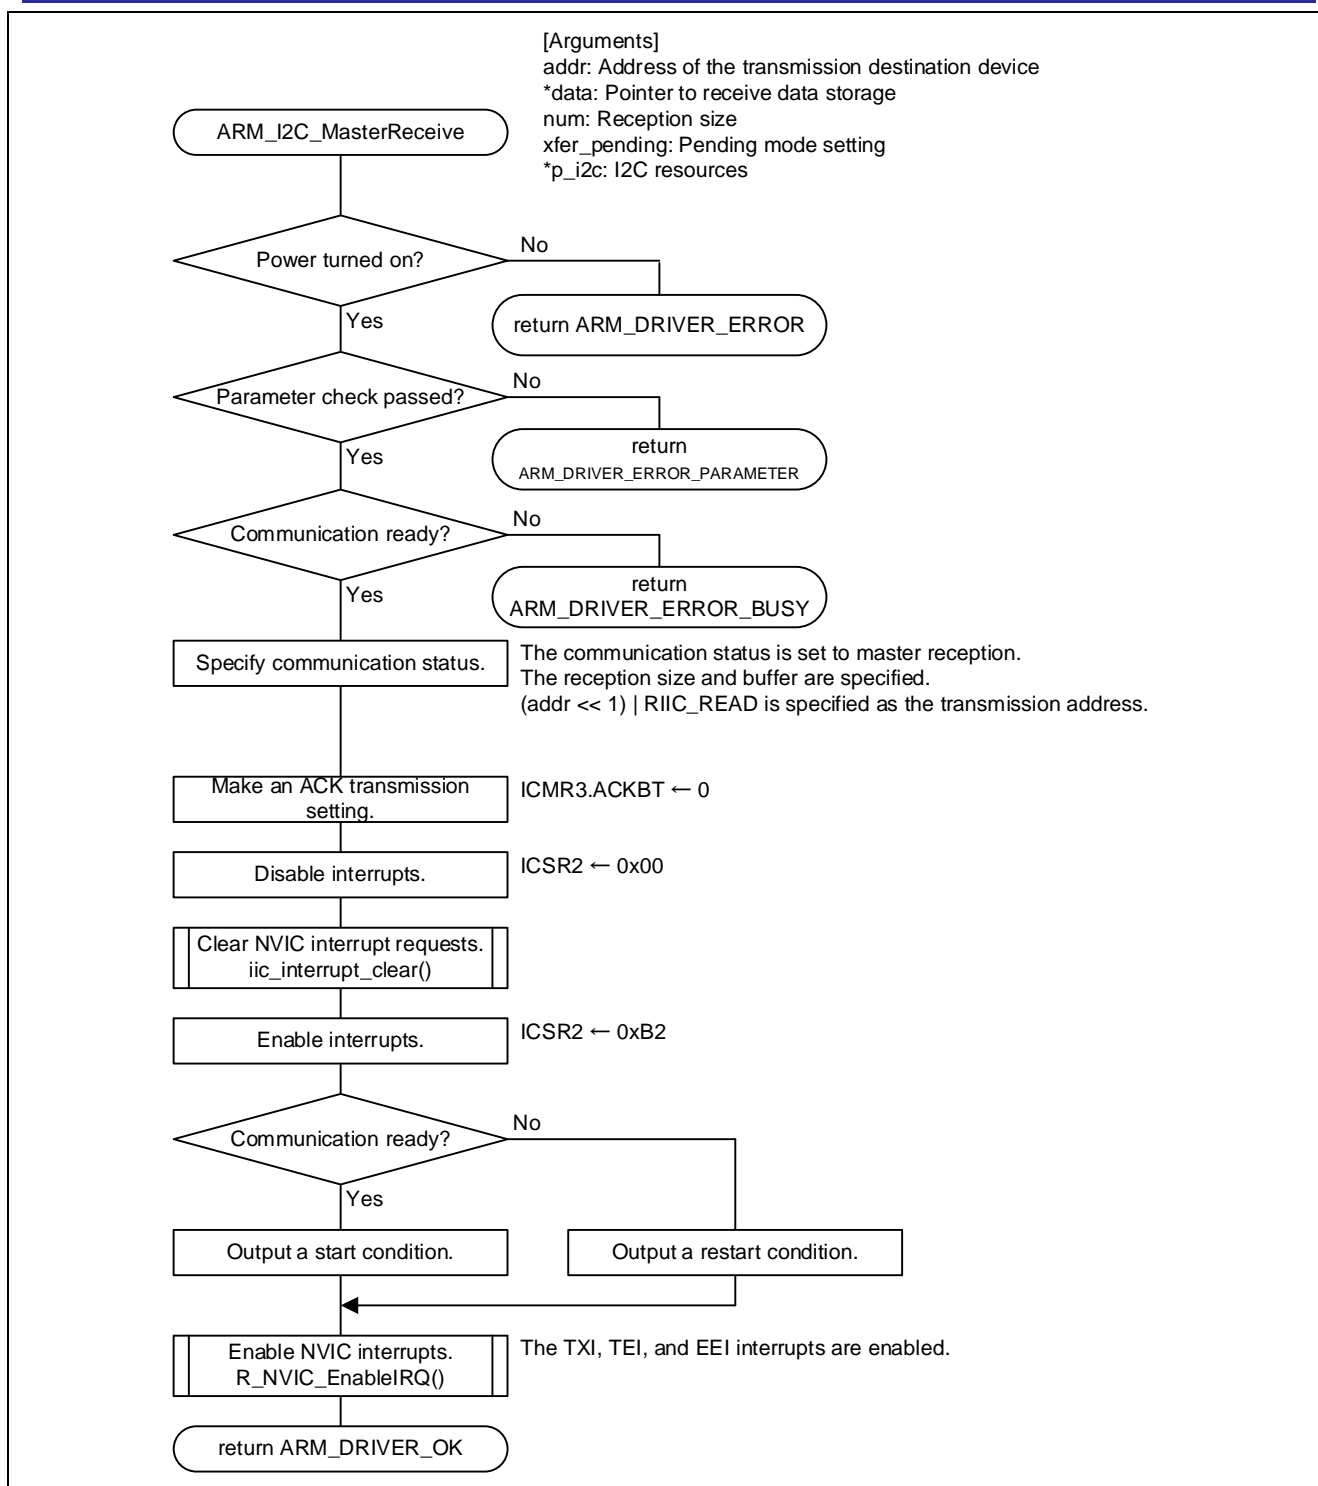 [Arguments]
addr: Address of the transmission destination device
*data: Pointer to receive data storage
num: Reception size
xfer_pending: Pending mode setting
*p_i2c: I2C resources
ARM_I2C_MasterReceive
Power turned on?
No
return ARM_DRIVER_ERROR
Yes
Parameter check passed?
No
return
ARM_DRIVER_ERROR_PARAMETER
Yes
Communication ready?
No
return
ARM_DRIVER_ERROR_BUSY
Yes
Specify communication status.
The communication status is set to master reception.
The reception size and buffer are specified.
(addr << 1) | RIIC_READ is specified as the transmission address.
Make an ACK transmission
setting.
ICMR3.ACKBT ← 0
Disable interrupts.
ICSR2 ← 0x00
Clear NVIC interrupt requests.
iic_interrupt_clear()
Enable interrupts.
ICSR2 ← 0xB2
Communication ready?
No
Yes
Output a start condition.
Output a restart condition.
Enable NVIC interrupts.
R_NVIC_EnableIRQ()
The TXI, TEI, and EEI interrupts are enabled.
return ARM_DRIVER_OK